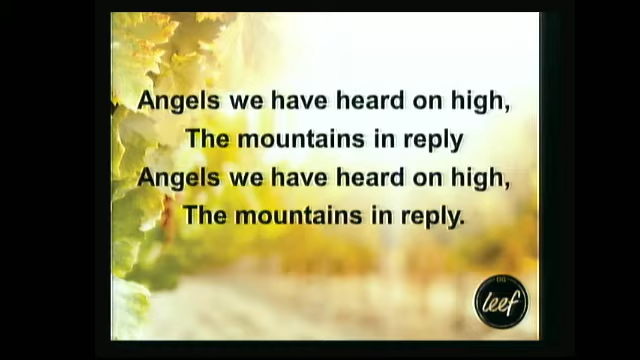 Angels we have heard on high,
The mountains in reply
Angels we have heard on high,
The mountains in reply.
leef